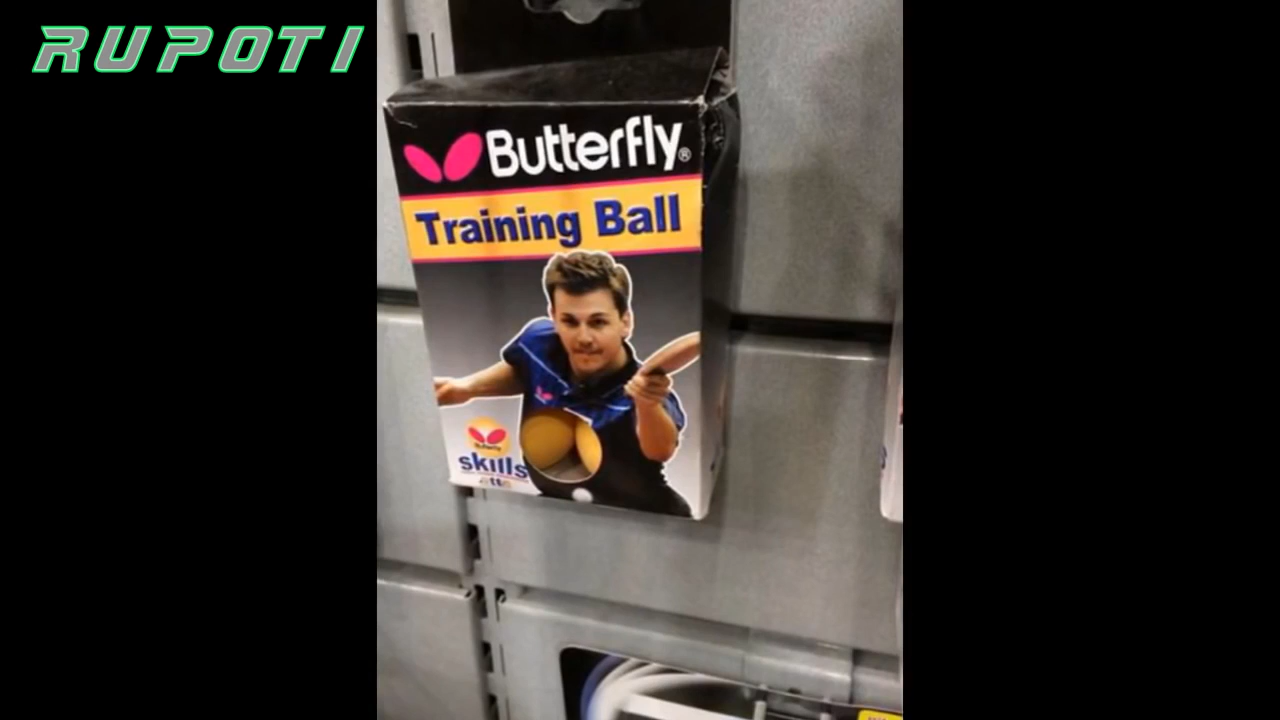 RUPOTI
Butterfly®
Training Ball
Butterfly
skills